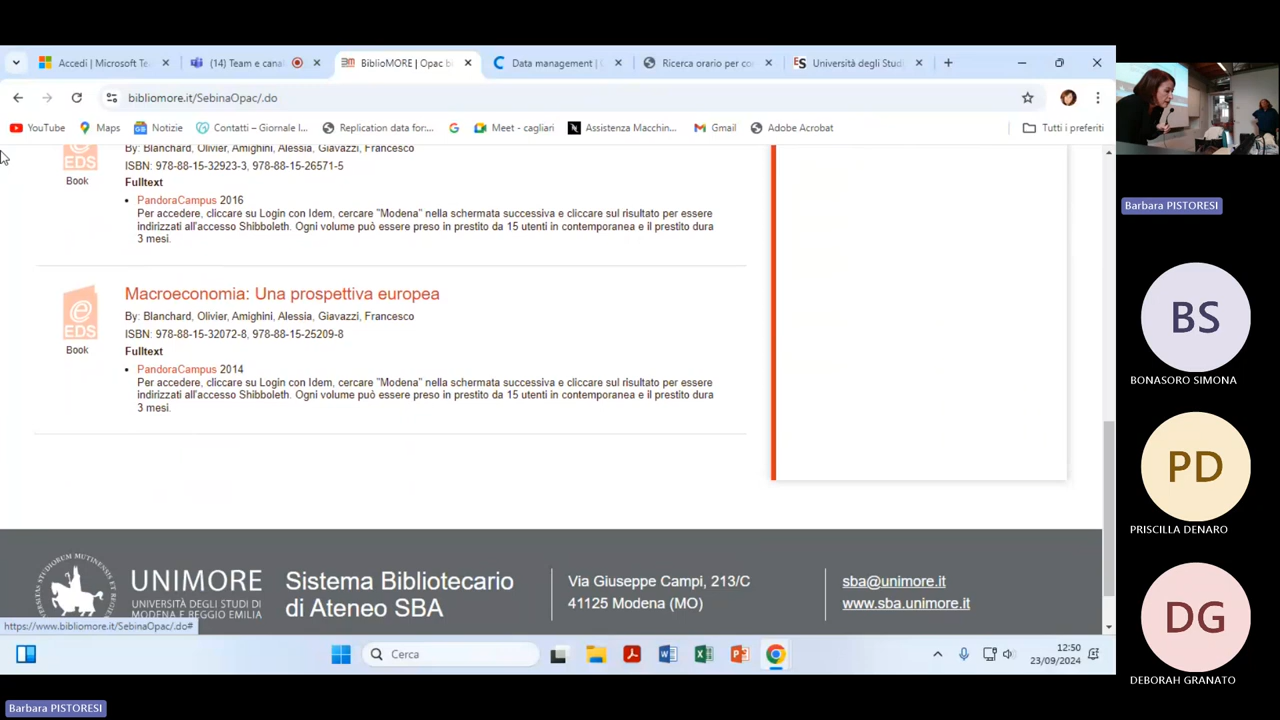 Accedi | Microsoft Te
(14) Team e canal
BiblioMORE | Opac bi
Data management | C
Ricerca orario per co
Università degli Stud
bibliomore.it/SebinaOpac/.do
YouTube
Maps
Notizie
Contatti – Giornale I...
Replication data for:...
Meet - cagliari
Assistenza Macchin...
Gmail
Adobe Acrobat
Tutti i preferiti
EDS
Book
By: Blanchard, Olivier, Amighini, Alessia, Giavazzi, Francesco
ISBN: 978-88-15-32923-3, 978-88-15-26571-5
Fulltext
PandoraCampus 2016
Per accedere, cliccare su Login con Idem, cercare "Modena" nella schermata successiva e cliccare sul risultato per essere
indirizzati all'accesso Shibboleth. Ogni volume può essere preso in prestito da 15 utenti in contemporanea e il prestito dura
3 mesi.
e
EDS
Book
Macroeconomia: Una prospettiva europea
By: Blanchard, Olivier, Amighini, Alessia, Giavazzi, Francesco
ISBN: 978-88-15-32072-8, 978-88-15-25209-8
Fulltext
PandoraCampus 2014
Per accedere, cliccare su Login con Idem, cercare "Modena" nella schermata successiva e cliccare sul risultato per essere
indirizzati all'accesso Shibboleth. Ogni volume può essere preso in prestito da 15 utenti in contemporanea e il prestito dura
3 mesi.
UNIMORE
UNIVERSITÀ DEGLI STUDI DI
MODENA E REGGIO EMILIA
Sistema Bibliotecario
di Ateneo SBA
Via Giuseppe Campi, 213/C
41125 Modena (MO)
sba@unimore.it
www.sba.unimore.it
https://www.bibliomore.it/SebinaOpac/.do#
Cerca
12:50
23/09/2024
Barbara PISTORESI
BS
BONASORO SIMONA
PD
PRISCILLA DENARO
DG
DEBORAH GRANATO
Barbara PISTORESI